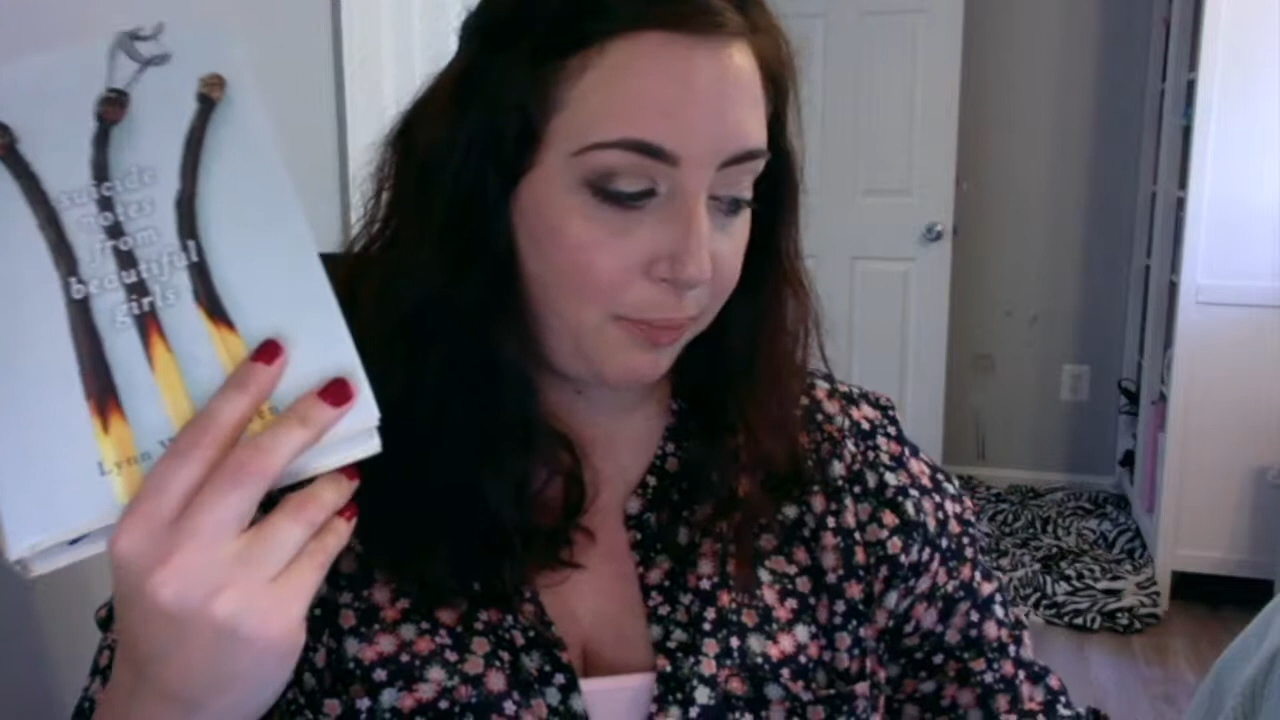 suicide
notes
from
beautiful
girls
Lynn